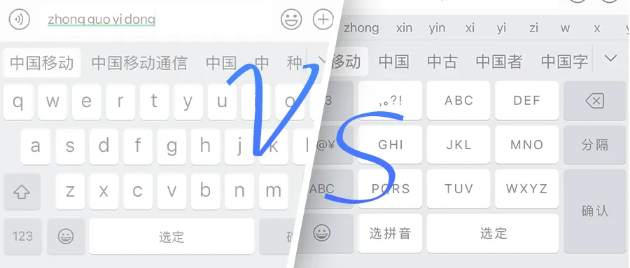 zhong guo yi dong
中国移动 中国移动通信 中国 中 种
q w e r t y u o
a s d f g h j k
z x c v b n m
123 选定
VS
zhong xin yin xi yi zi w x y
移动 中国 中古 中国者 中国字
,。?! ABC DEF
@¥ GHI JKL MNO 分隔
ABC PQRS TUV WXYZ 确认
选拼音 选定